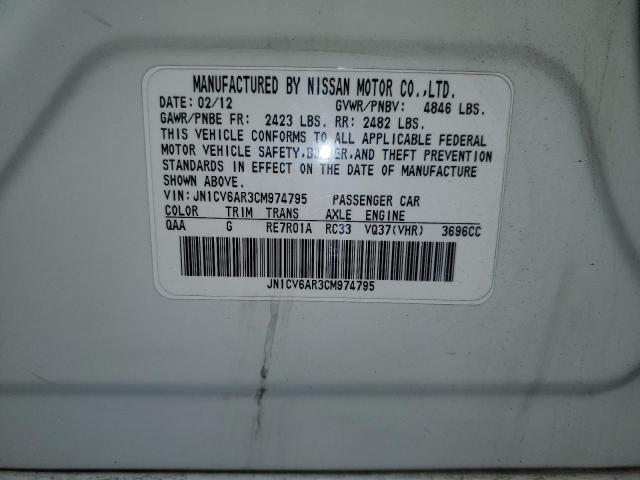 MANUFACTURED BY NISSAN MOTOR CO.,LTD.
DATE: 02/12 GVWR/PNBV: 4846 LBS.
GAWR/PNBE FR: 2423 LBS. RR: 2482 LBS.
THIS VEHICLE CONFORMS TO ALL APPLICABLE FEDERAL
MOTOR VEHICLE SAFETY, AND THEFT PREVENTION
STANDARDS IN EFFECT ON THE DATE OF MANUFACTURE
SHOWN ABOVE.
VIN: JN1CV6AR3CM974795 PASSENGER CAR
COLOR TRIM TRANS AXLE ENGINE
QAA G RE7R01A RC33 VQ37(VHR) 3696CC
JN1CV6AR3CM974795